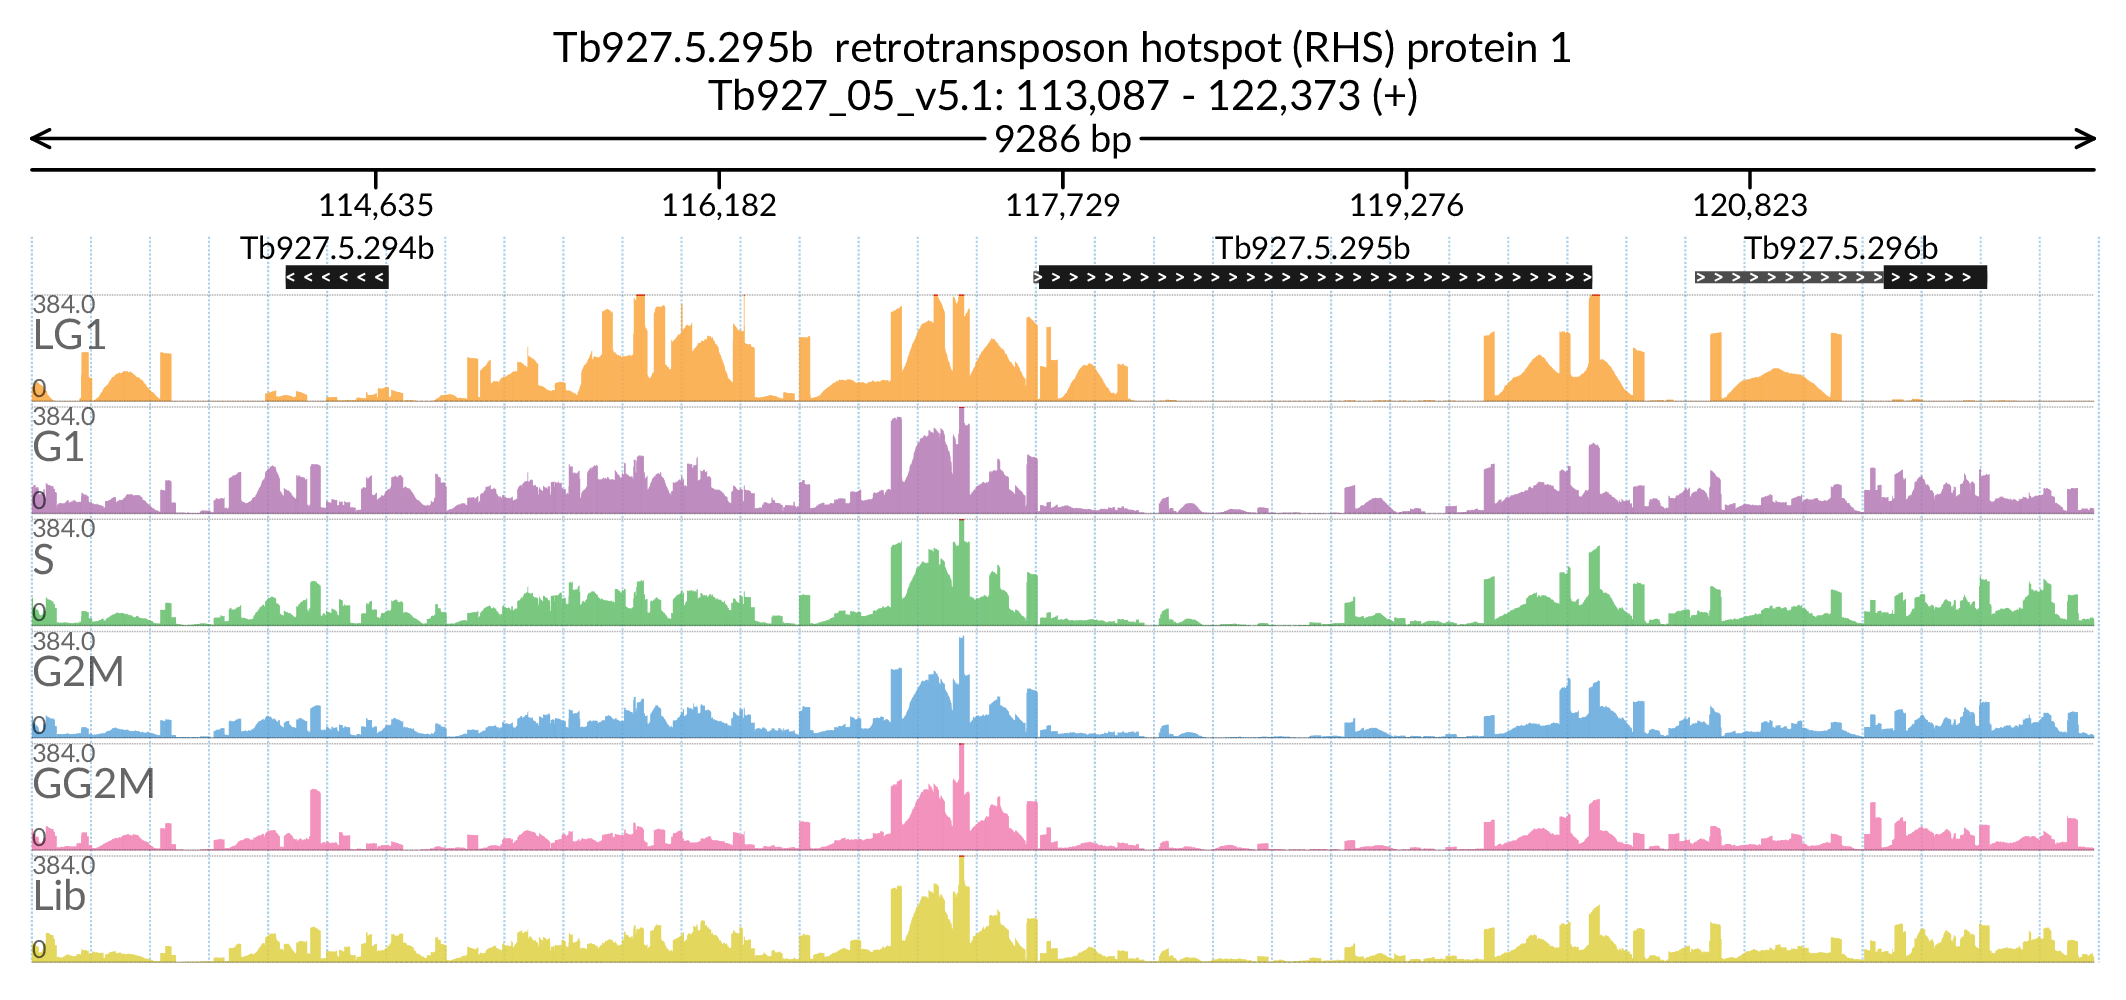 Tb927.5.295b  retrotransposon hotspot (RHS) protein 1
Tb927_05_v5.1: 113,087 - 122,373 (+)
9286 bp
114,635 116,182 117,729 119,276 120,823
Tb927.5.294b Tb927.5.295b Tb927.5.296b
384.0
LG1
0
384.0
G1
0
384.0
S
0
384.0
G2M
0
384.0
GG2M
0
384.0
Lib
0